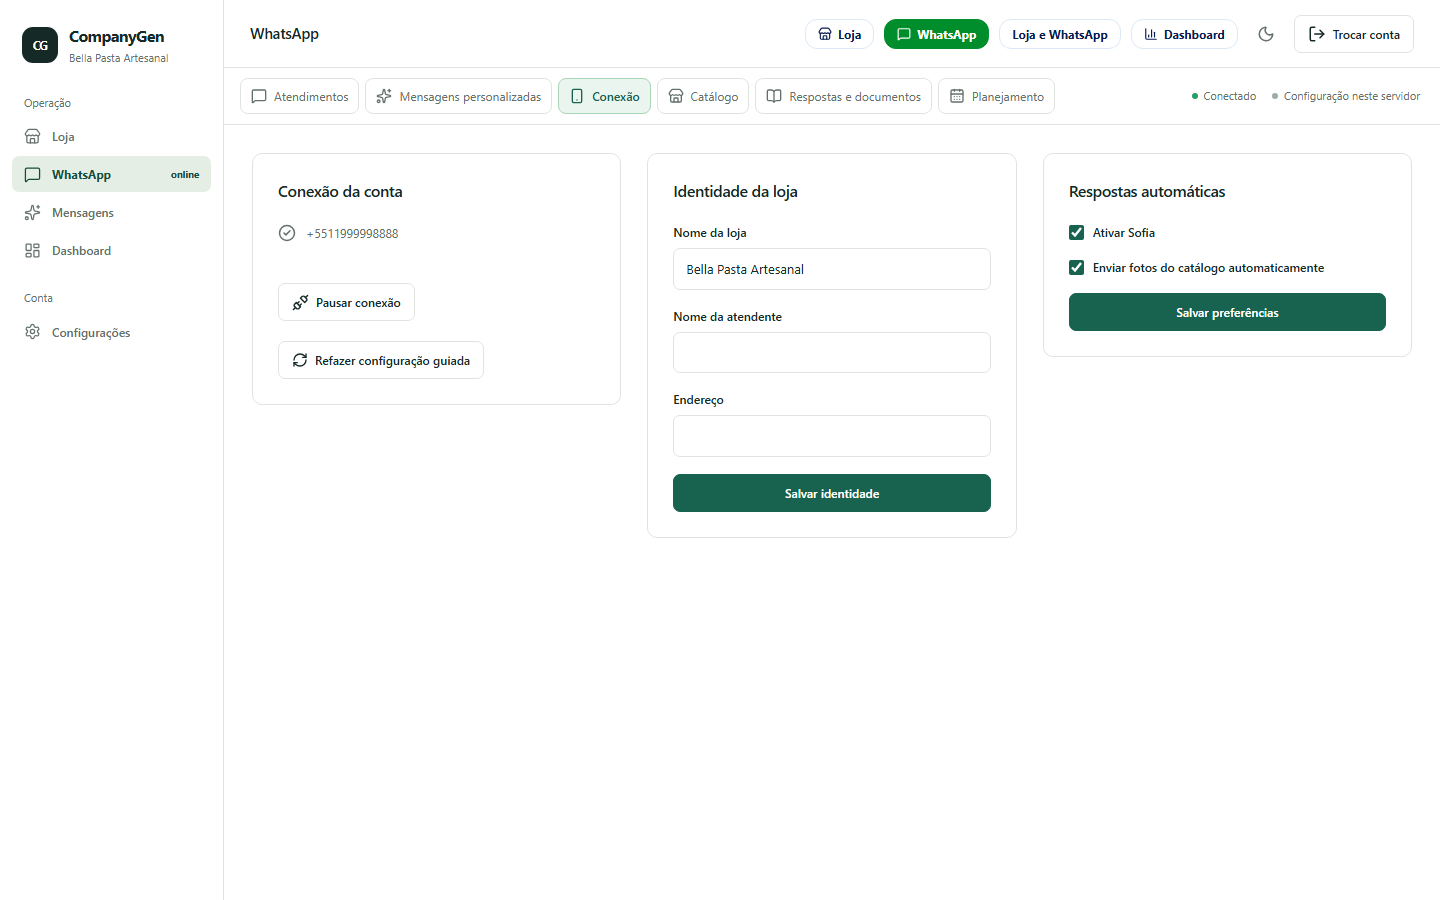 CG
CompanyGen
Bella Pasta Artesanal
Operação
Loja
WhatsApp
online
Mensagens
Dashboard
Conta
Configurações
WhatsApp
Loja
WhatsApp
Loja e WhatsApp
Dashboard
Trocar conta
Atendimentos
Mensagens personalizadas
Conexão
Catálogo
Respostas e documentos
Planejamento
Conectado
Configuração neste servidor
Conexão da conta
+5511999998888
Pausar conexão
Refazer configuração guiada
Identidade da loja
Nome da loja
Bella Pasta Artesanal
Nome da atendente
Endereço
Salvar identidade
Respostas automáticas
Ativar Sofia
Enviar fotos do catálogo automaticamente
Salvar preferências